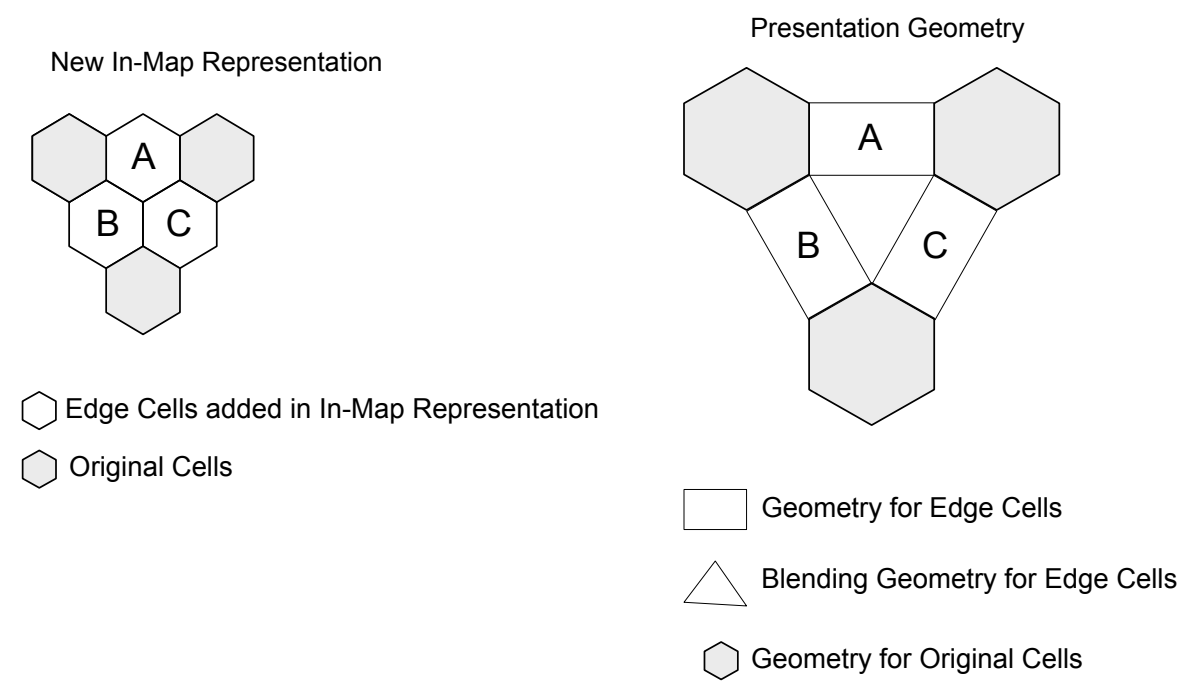 New In-Map Representation
A
B C
Edge Cells added in In-Map Representation
Original Cells
Presentation Geometry
A
B C
Geometry for Edge Cells
Blending Geometry for Edge Cells
Geometry for Original Cells